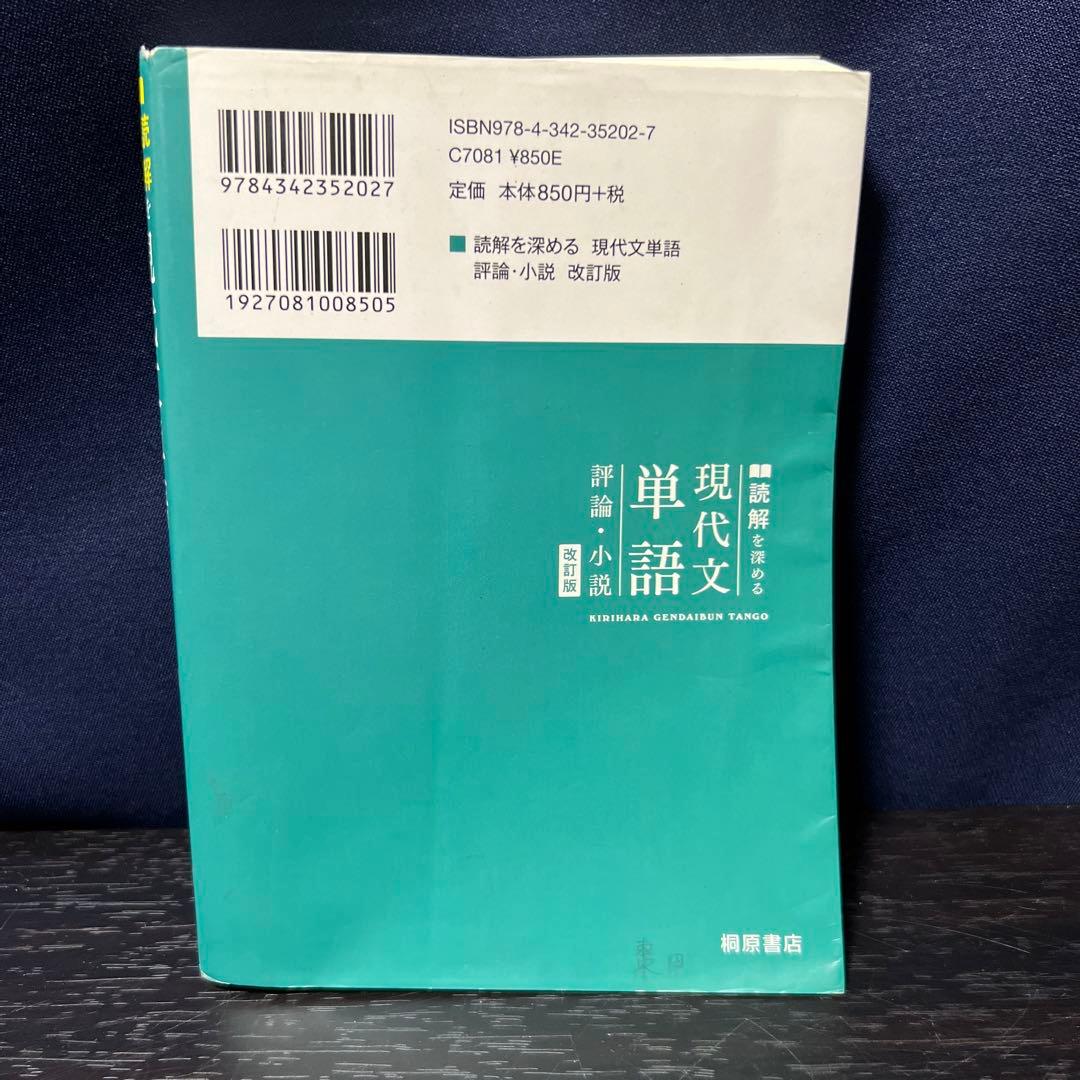 ISBN978-4-342-35202-7
C7081 ¥850E
定価 本体850円+税
9784342352027
■ 読解を深める 現代文単語
評論・小説 改訂版
1927081008505
読解を深める
現代文
単語
評論・小説
改訂版
KIRIHARA GENDAIBUN TANGO
桐原書店
読解を